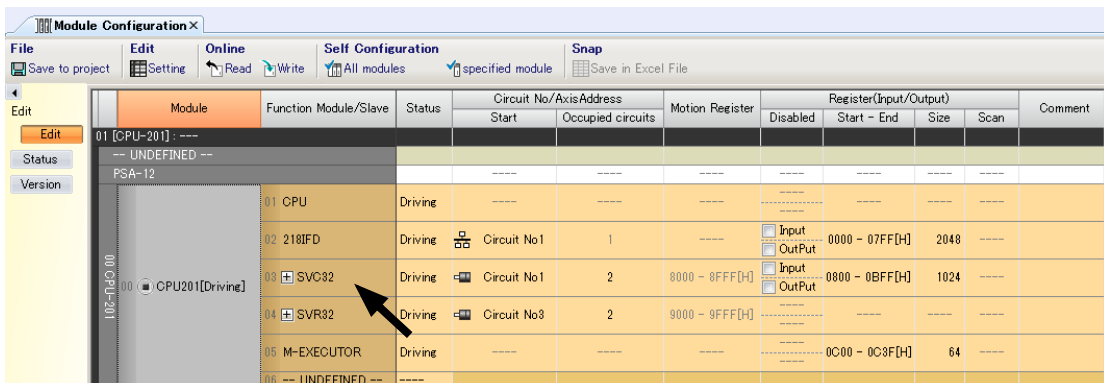 Module Configuration ×
File Edit Online Self Configuration Snap
Save to project Setting Read Write All modules specified module Save in Excel File
Edit
Edit
Status
Version
Module Function Module/Slave Status Circuit No/AxisAddress Motion Register Register(Input/Output) Comment
Start Occupied circuits Disabled Start - End Size Scan
01 [CPU-201] : ---
-- UNDEFINED --
PSA-12 ---- ---- ---- ---- ---- ---- ----
00 CPU-201
00 CPU201[Driving]
01 CPU Driving ---- ---- ---- ---- ---- ---- ---- ----
02 218IFD Driving Circuit No1 1 ---- Input OutPut 0000 - 07FF[H] 2048 ----
03 + SVC32 Driving Circuit No1 2 8000 - 8FFF[H] Input OutPut 0800 - 0BFF[H] 1024 ----
04 + SVR32 Driving Circuit No3 2 9000 - 9FFF[H] ---- ---- ---- ---- ----
05 M-EXECUTOR Driving ---- ---- ---- ---- ---- 0C00 - 0C3F[H] 64 ----
06 -- UNDEFINED -- ----